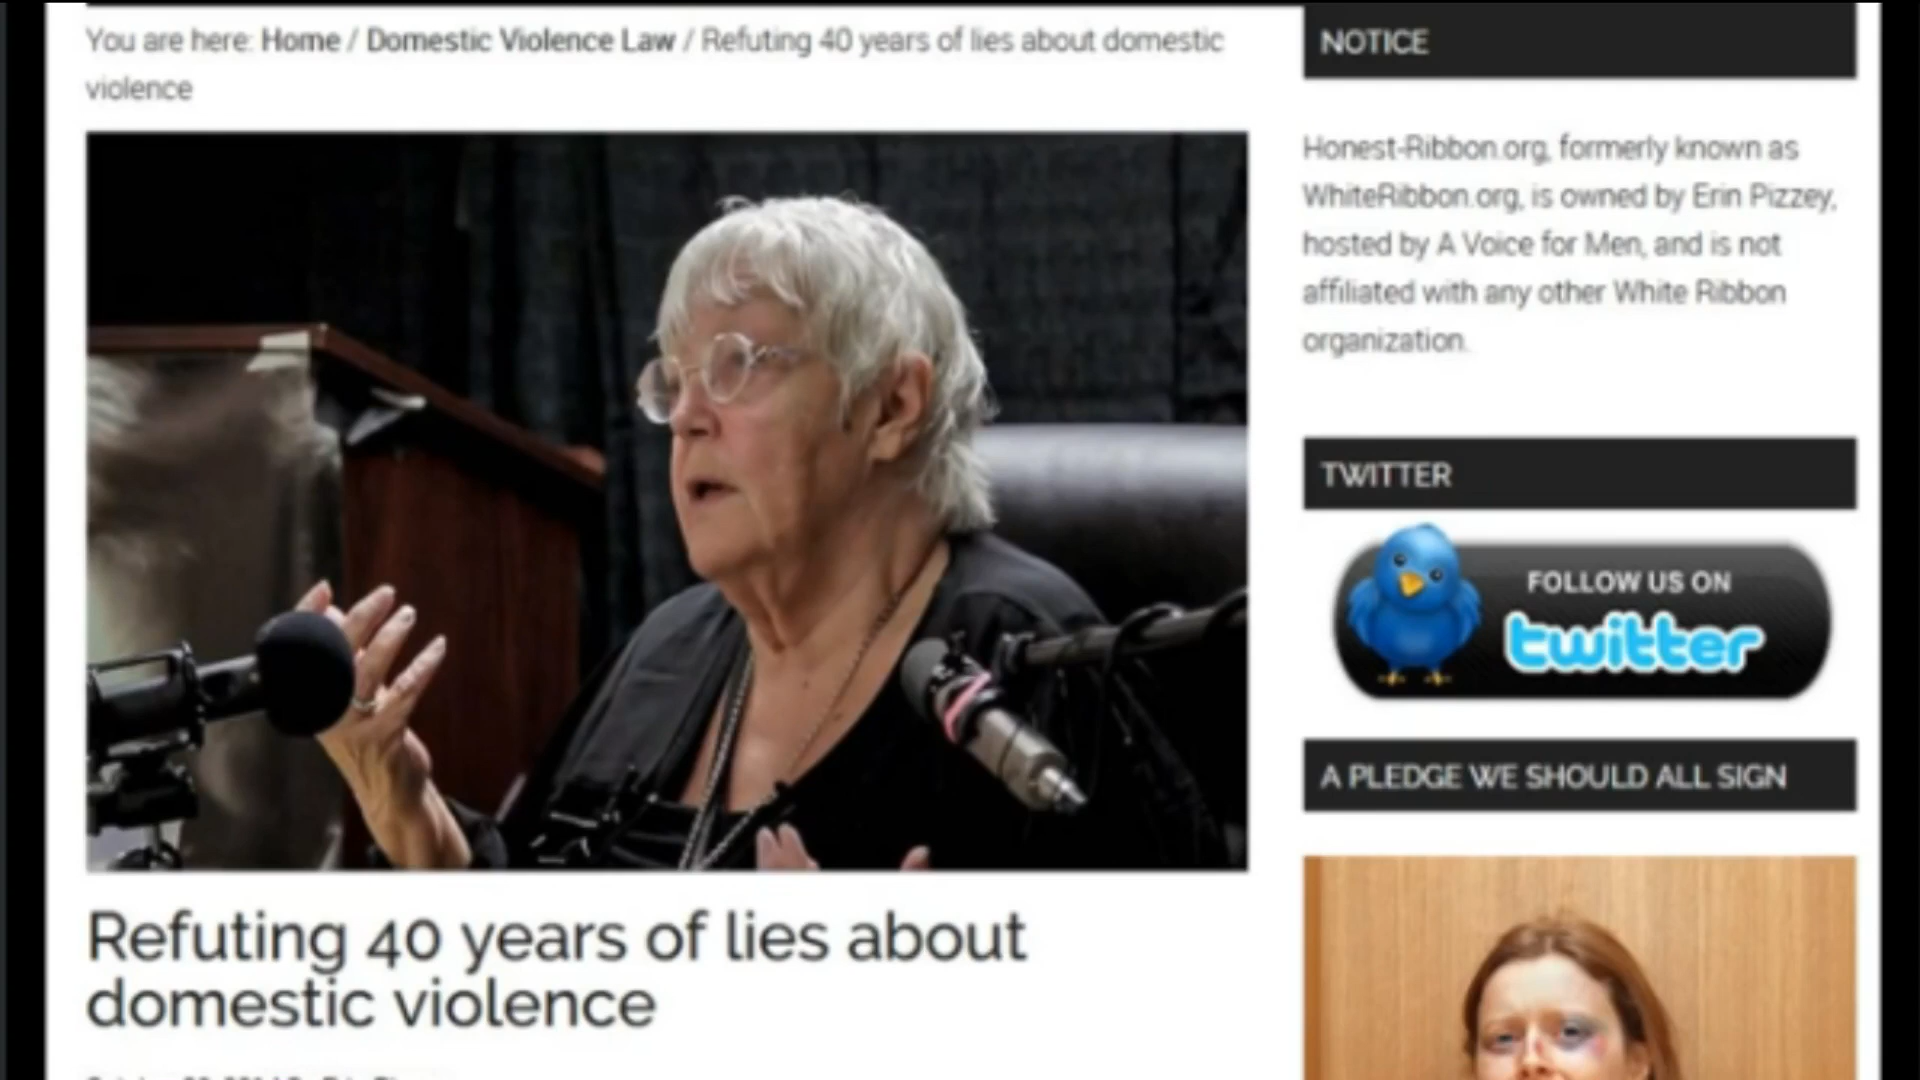 You are here: Home / Domestic Violence Law / Refuting 40 years of lies about domestic
violence
Refuting 40 years of lies about
domestic violence
NOTICE
Honest-Ribbon.org, formerly known as
WhiteRibbon.org, is owned by Erin Pizzey,
hosted by A Voice for Men, and is not
affiliated with any other White Ribbon
organization.
TWITTER
FOLLOW US ON
twitter
A PLEDGE WE SHOULD ALL SIGN